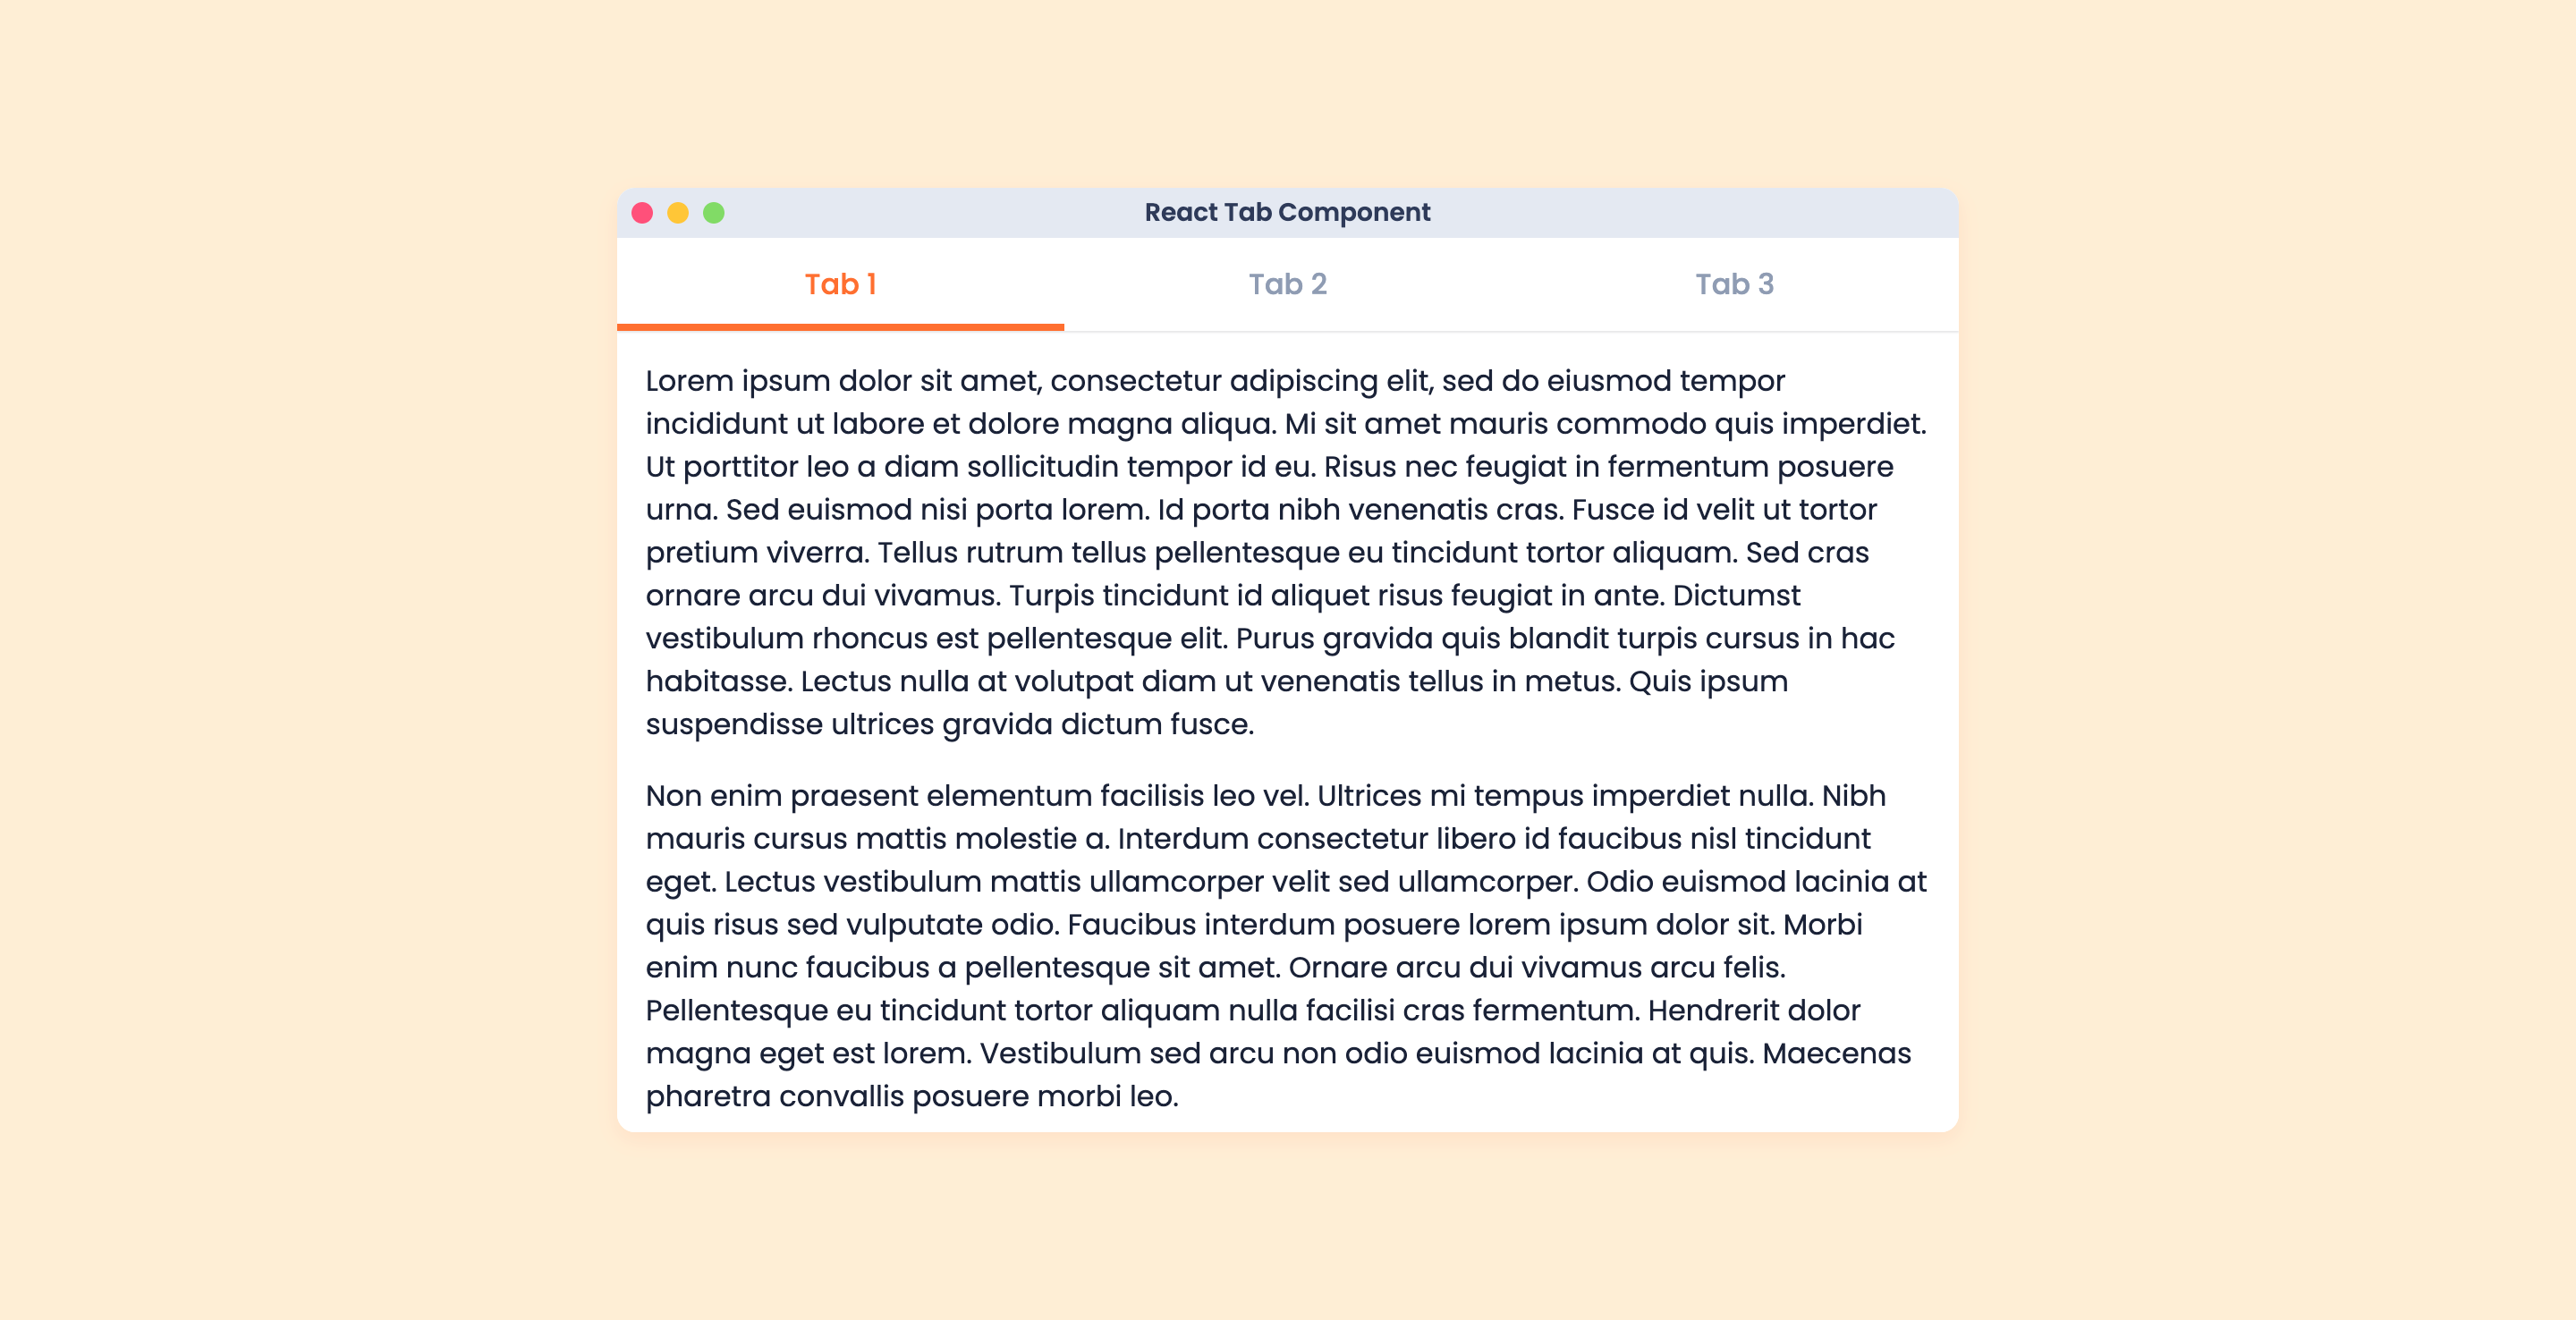 React Tab Component
Tab 1
Tab 2
Tab 3
Lorem ipsum dolor sit amet, consectetur adipiscing elit, sed do eiusmod tempor
incididunt ut labore et dolore magna aliqua. Mi sit amet mauris commodo quis imperdiet.
Ut porttitor leo a diam sollicitudin tempor id eu. Risus nec feugiat in fermentum posuere
urna. Sed euismod nisi porta lorem. Id porta nibh venenatis cras. Fusce id velit ut tortor
pretium viverra. Tellus rutrum tellus pellentesque eu tincidunt tortor aliquam. Sed cras
ornare arcu dui vivamus. Turpis tincidunt id aliquet risus feugiat in ante. Dictumst
vestibulum rhoncus est pellentesque elit. Purus gravida quis blandit turpis cursus in hac
habitasse. Lectus nulla at volutpat diam ut venenatis tellus in metus. Quis ipsum
suspendisse ultrices gravida dictum fusce.
Non enim praesent elementum facilisis leo vel. Ultrices mi tempus imperdiet nulla. Nibh
mauris cursus mattis molestie a. Interdum consectetur libero id faucibus nisl tincidunt
eget. Lectus vestibulum mattis ullamcorper velit sed ullamcorper. Odio euismod lacinia at
quis risus sed vulputate odio. Faucibus interdum posuere lorem ipsum dolor sit. Morbi
enim nunc faucibus a pellentesque sit amet. Ornare arcu dui vivamus arcu felis.
Pellentesque eu tincidunt tortor aliquam nulla facilisi cras fermentum. Hendrerit dolor
magna eget est lorem. Vestibulum sed arcu non odio euismod lacinia at quis. Maecenas
pharetra convallis posuere morbi leo.